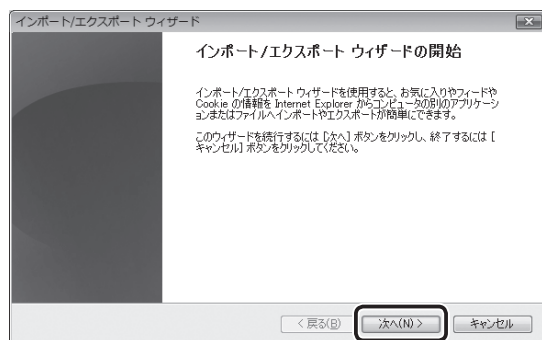 インポート/エクスポート ウィザード
インポート/エクスポート ウィザードの開始
インポート/エクスポート ウィザードを使用すると、お気に入りやフィードや
Cookie の情報を Internet Explorer からコンピュータの別のアプリケーシ
ョンまたはファイルへインポートやエクスポートが簡単にできます。
このウィザードを続行するには [次へ] ボタンをクリックし、終了するには [
キャンセル] ボタンをクリックしてください。
< 戻る(B)
次へ(N) >
キャンセル